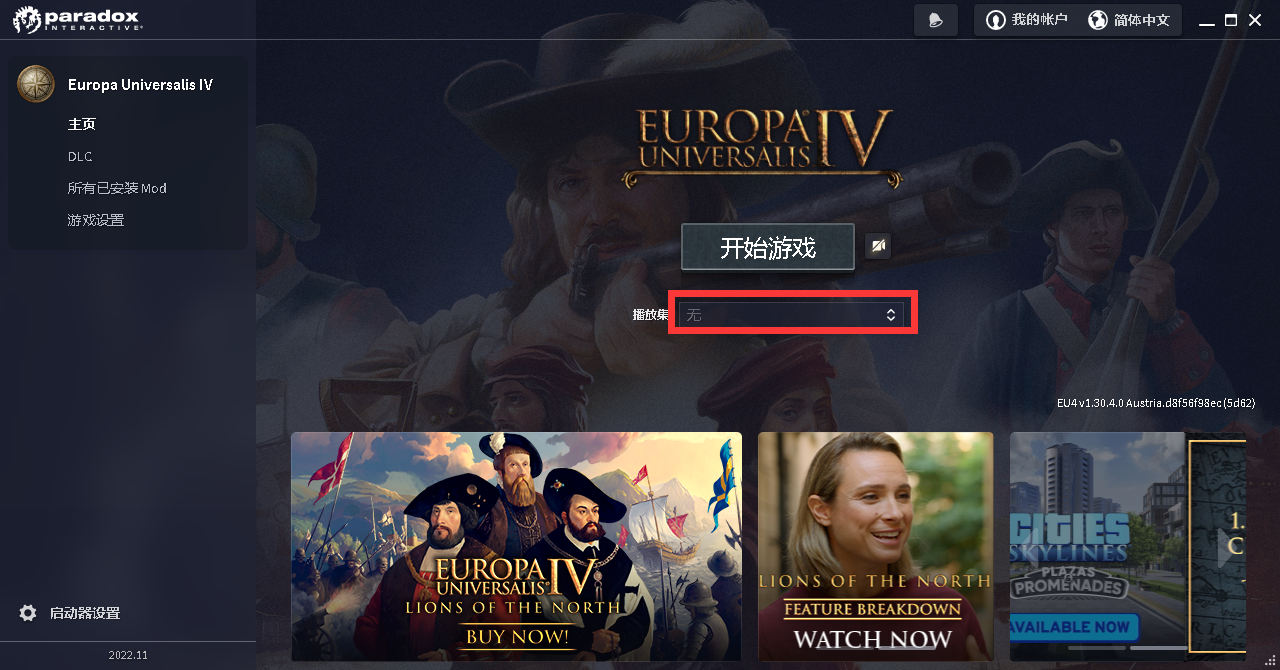 paradox
INTERACTIVE
我的帐户
简体中文
Europa Universalis IV
主页
DLC
所有已安装 Mod
游戏设置
EUROPA
UNIVERSALIS IV
开始游戏
播放集
无
EU4 v1.30.4.0 Austria.d8f56f98ec (5d62)
EUROPA
UNIVERSALIS IV
LIONS OF THE NORTH
BUY NOW!
LIONS OF THE NORTH
FEATURE BREAKDOWN
WATCH NOW
CITIES
SKYLINES
PLAZAS
PROMENADES
AVAILABLE NOW
1.
C
启动器设置
2022.11